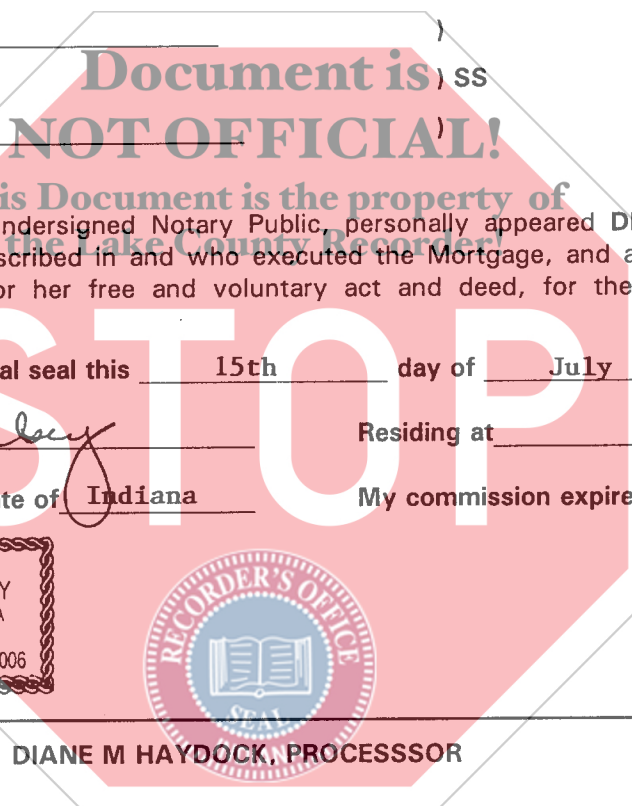 )
Document is ) SS
NOT OFFICIAL! )
is Document is the property of
ndersigned Notary Public, personally appeared
the Lake County Recorder!
scribed in and who executed the Mortgage, and a
or her free and voluntary act and deed, for the
STOP
al seal this 15th day of July
Residing at
te of Indiana My commission expire
Y
A
006
RECORDER'S OFFICE
SEAL
INDIANA
DIANE M HAYDOCK, PROCESSSOR